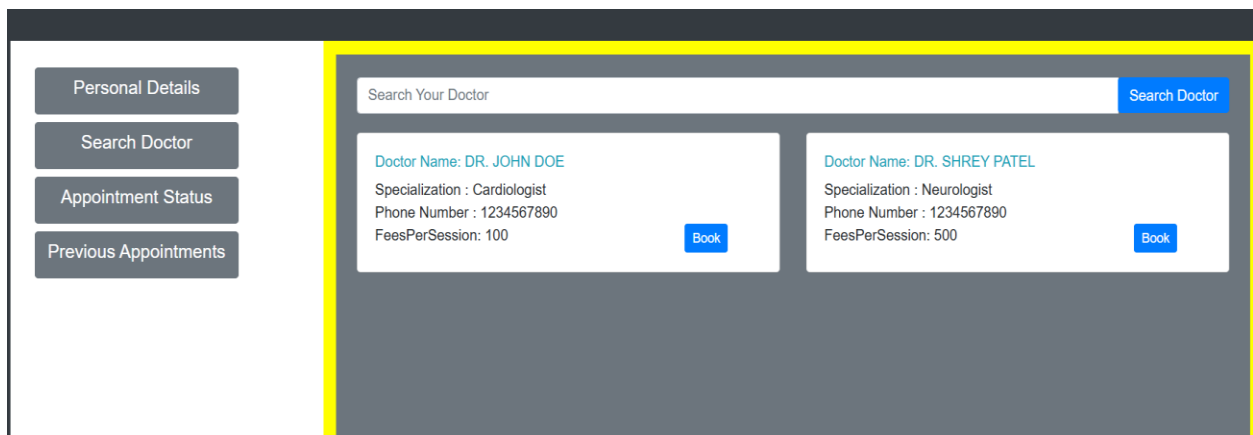 Personal Details
Search Doctor
Appointment Status
Previous Appointments
Search Your Doctor
Search Doctor
Doctor Name: DR. JOHN DOE
Specialization : Cardiologist
Phone Number : 1234567890
FeesPerSession: 100
Book
Doctor Name: DR. SHREY PATEL
Specialization : Neurologist
Phone Number : 1234567890
FeesPerSession: 500
Book